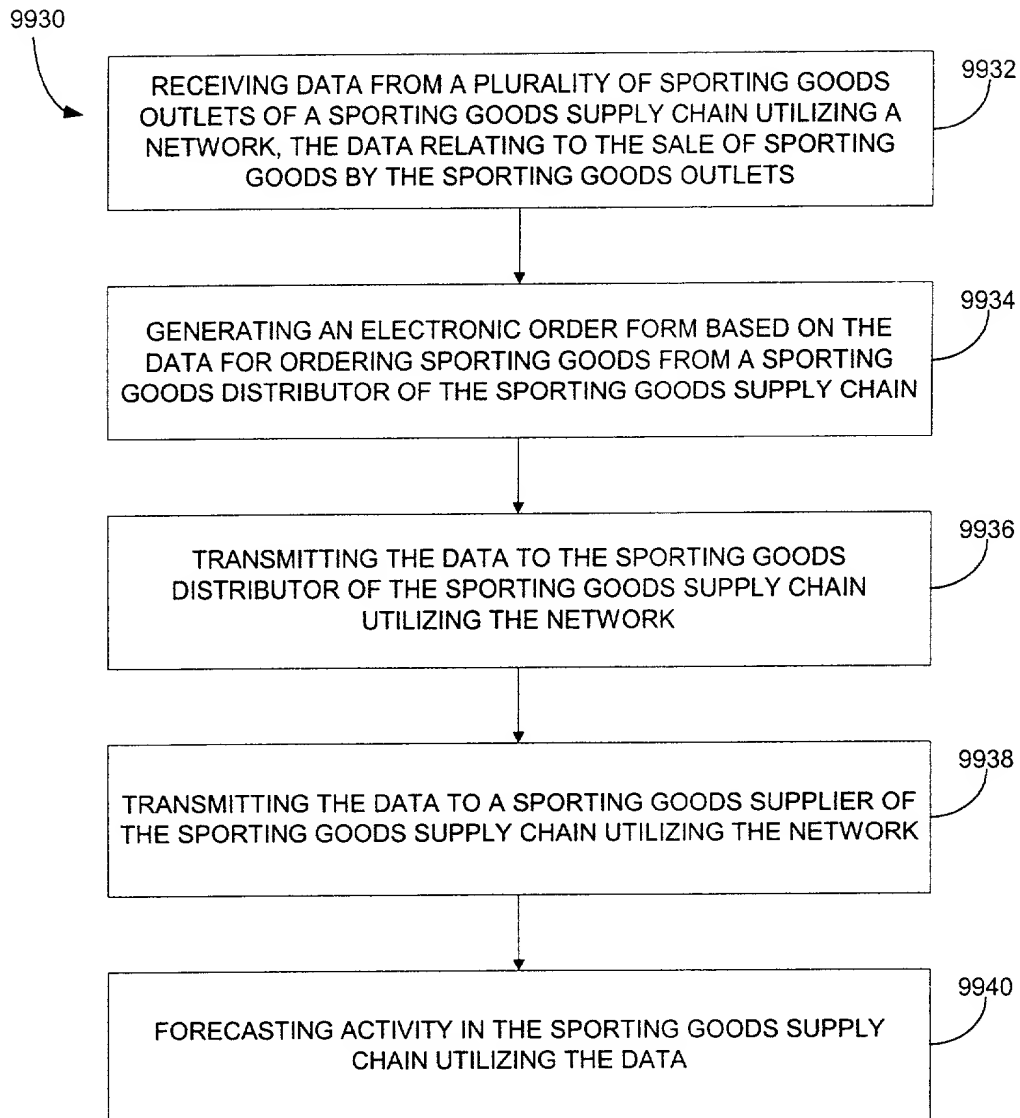 9930
RECEIVING DATA FROM A PLURALITY OF SPORTING GOODS
OUTLETS OF A SPORTING GOODS SUPPLY CHAIN UTILIZING A
NETWORK, THE DATA RELATING TO THE SALE OF SPORTING
GOODS BY THE SPORTING GOODS OUTLETS
9932
GENERATING AN ELECTRONIC ORDER FORM BASED ON THE
DATA FOR ORDERING SPORTING GOODS FROM A SPORTING
GOODS DISTRIBUTOR OF THE SPORTING GOODS SUPPLY CHAIN
9934
TRANSMITTING THE DATA TO THE SPORTING GOODS
DISTRIBUTOR OF THE SPORTING GOODS SUPPLY CHAIN
UTILIZING THE NETWORK
9936
TRANSMITTING THE DATA TO A SPORTING GOODS SUPPLIER OF
THE SPORTING GOODS SUPPLY CHAIN UTILIZING THE NETWORK
9938
FORECASTING ACTIVITY IN THE SPORTING GOODS SUPPLY
CHAIN UTILIZING THE DATA
9940